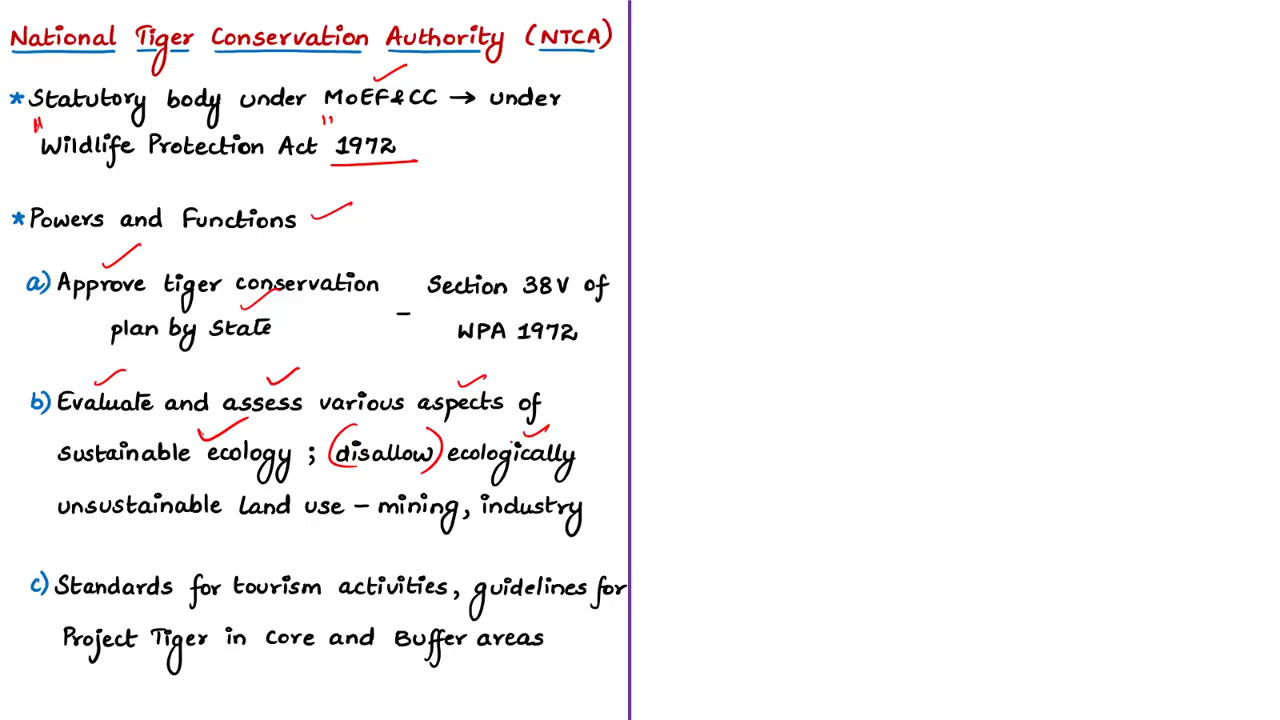 National Tiger Conservation Authority (NTCA)
* Statutory body under MoEF&CC → under
"Wildlife Protection Act" 1972
* Powers and Functions
a) Approve tiger conservation
plan by State
- Section 38V of
WPA 1972
b) Evaluate and assess various aspects of
sustainable ecology ; (disallow) ecologically
unsustainable land use - mining, industry
c) Standards for tourism activities, guidelines for
Project Tiger in core and Buffer areas